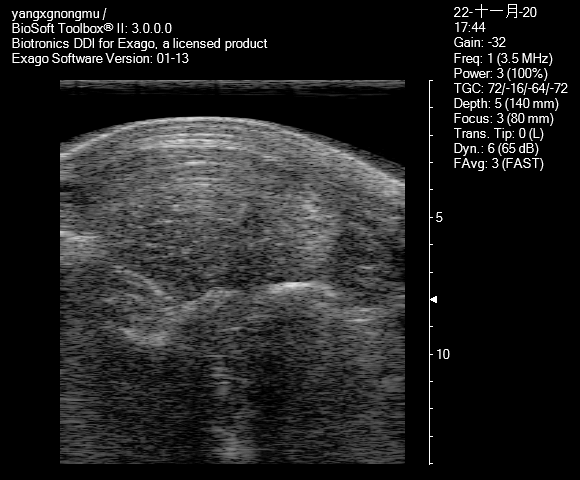 yangxgnongmu /
BioSoft Toolbox® II: 3.0.0.0
Biotronics DDI for Exago, a licensed product
Exago Software Version: 01-13
22-十一月-20
17:44
Gain: -32
Freq: 1 (3.5 MHz)
Power: 3 (100%)
TGC: 72/-16/-64/-72
Depth: 5 (140 mm)
Focus: 3 (80 mm)
Trans. Tip: 0 (L)
Dyn.: 6 (65 dB)
FAvg: 3 (FAST)
5
10